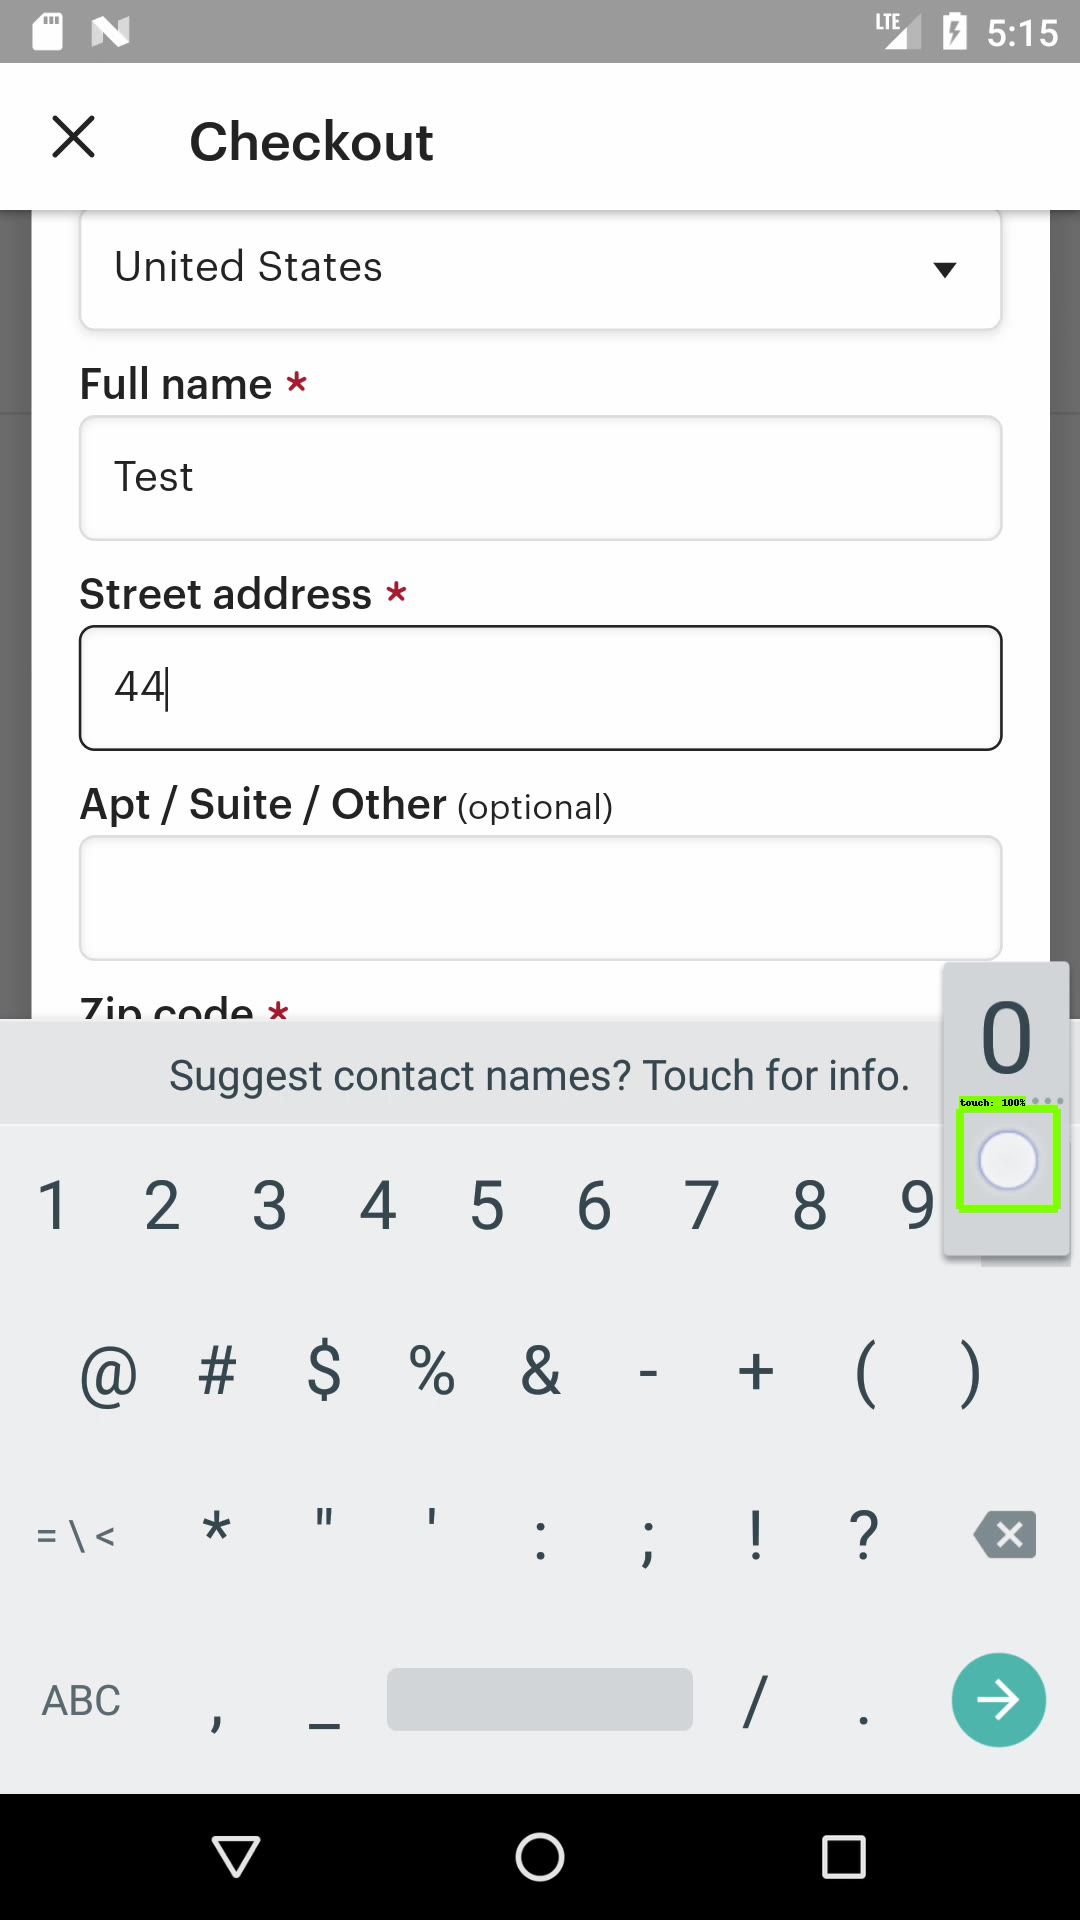 LTE 5:15
Checkout
United States
Full name *
Test
Street address *
44
Apt / Suite / Other (optional)
Zip code *
0
Suggest contact names? Touch for info.
touch: 100%
1 2 3 4 5 6 7 8 9
@ # $ % & - + ( )
= \ < * " ' : ; ! ?
ABC , _ / .